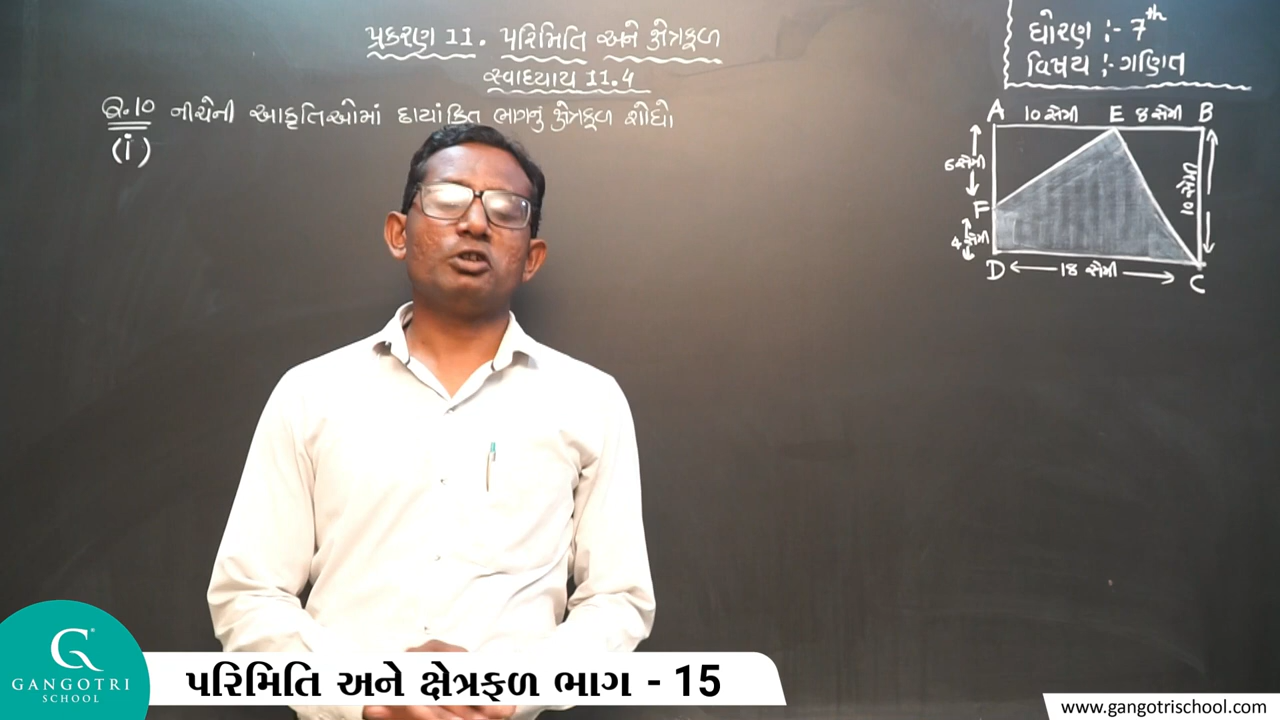 પ્રકરણ 11. પરિમિતિ અને ક્ષેત્રફળ
સ્વાધ્યાય 11.4
ધોરણ :- 7th
વિષય :- ગણિત
Q.10 નીચેની આકૃતિઓમાં છાયાંકિત ભાગનું ક્ષેત્રફળ શોધો
(i)
A 10 સેમી E 8 સેમી B
6 સેમી
10 સેમી
F
4 સેમી
D 18 સેમી C
G
GANGOTRI
SCHOOL
પરિમિતિ અને ક્ષેત્રફળ ભાગ - 15
www.gangotrischool.com